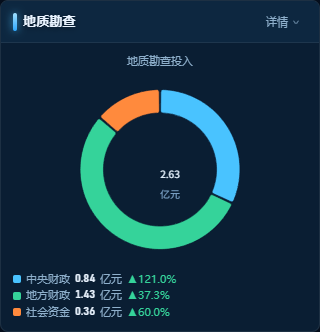 地质勘查
详情
地质勘查投入
2.63
亿元
中央财政 0.84 亿元 ▲121.0%
地方财政 1.43 亿元 ▲37.3%
社会资金 0.36 亿元 ▲60.0%